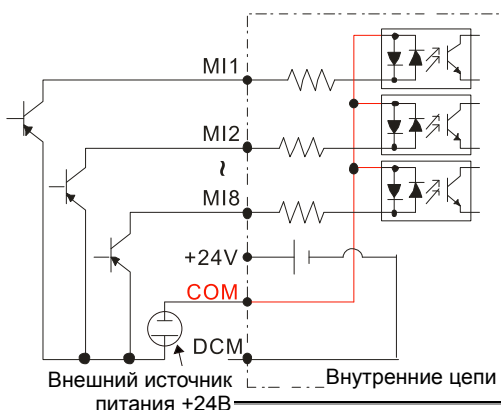 MI1
MI2
~
MI8
+24V
COM
DCM
Внешний источник
питания +24В
Внутренние цепи